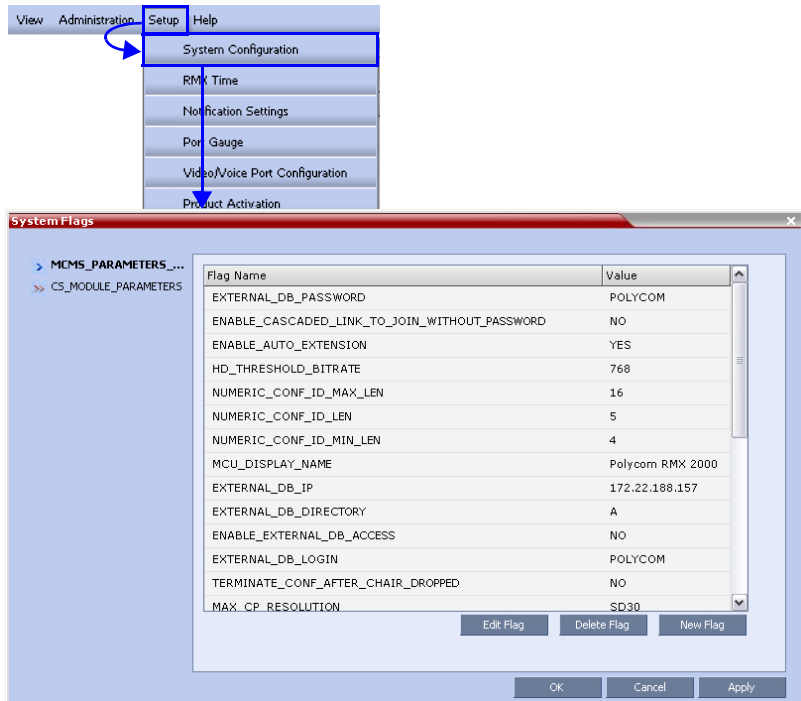 View Administration Setup Help
System Configuration
RMX Time
Notification Settings
Port Gauge
Video/Voice Port Configuration
Product Activation
System Flags
MCMS_PARAMETERS_...
CS_MODULE_PARAMETERS
Flag Name Value
EXTERNAL_DB_PASSWORD POLYCOM
ENABLE_CASCADED_LINK_TO_JOIN_WITHOUT_PASSWORD NO
ENABLE_AUTO_EXTENSION YES
HD_THRESHOLD_BITRATE 768
NUMERIC_CONF_ID_MAX_LEN 16
NUMERIC_CONF_ID_LEN 5
NUMERIC_CONF_ID_MIN_LEN 4
MCU_DISPLAY_NAME Polycom RMX 2000
EXTERNAL_DB_IP 172.22.188.157
EXTERNAL_DB_DIRECTORY A
ENABLE_EXTERNAL_DB_ACCESS NO
EXTERNAL_DB_LOGIN POLYCOM
TERMINATE_CONF_AFTER_CHAIR_DROPPED NO
MAX_CP_RESOLUTION SD30
Edit Flag Delete Flag New Flag
OK Cancel Apply